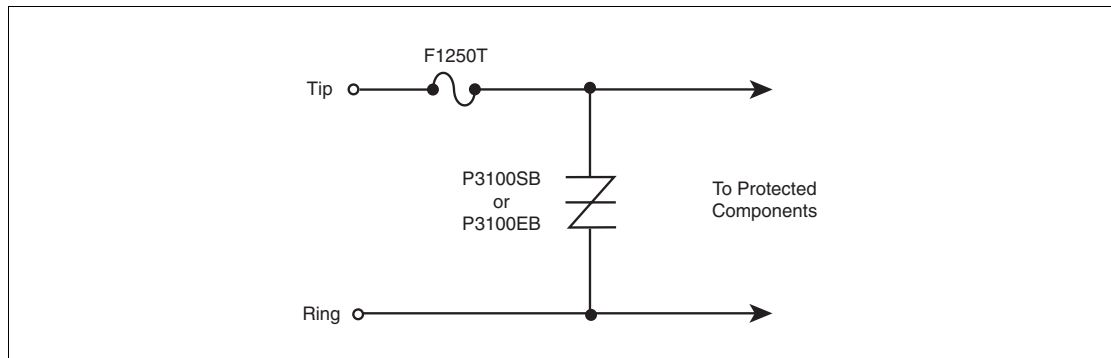 F1250T
Tip
P3100SB
or
P3100EB
To Protected
Components
Ring